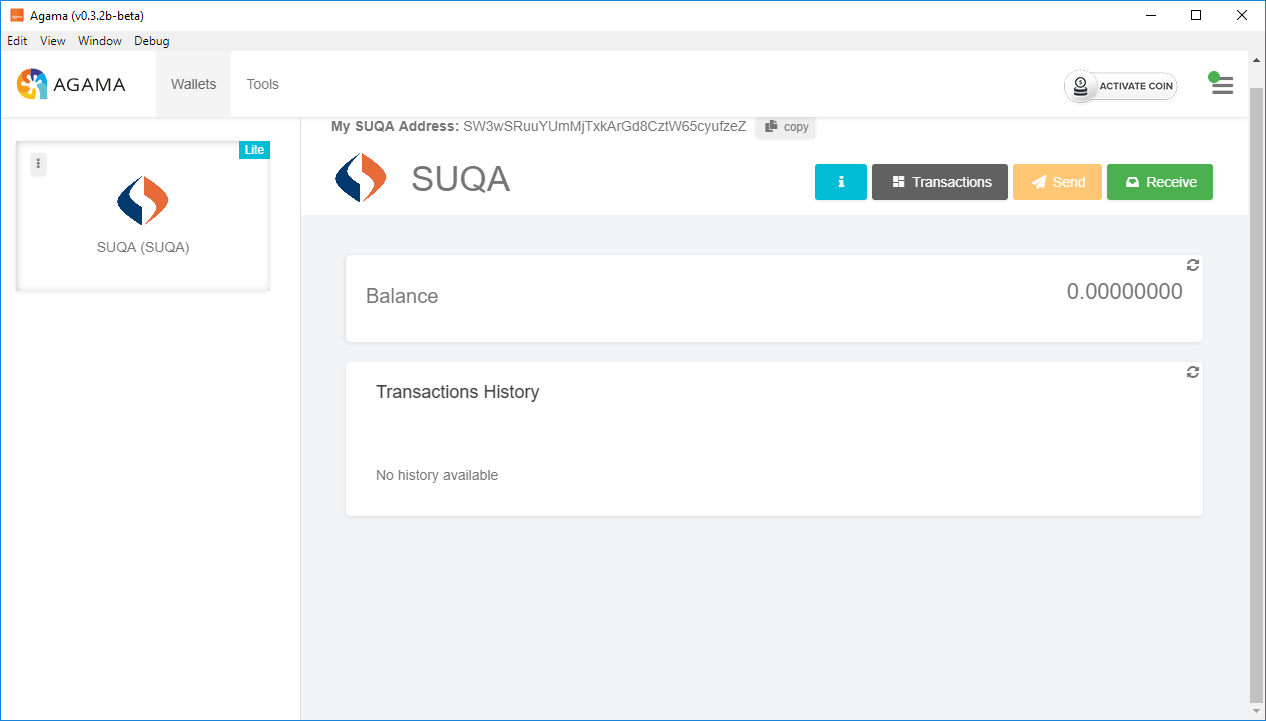 Agama (v0.3.2b-beta)
Edit View Window Debug
AGAMA Wallets Tools ACTIVATE COIN
My SUQA Address: SW3wSRuuYUmMjTxkArGd8CztW65cyufzeZ copy
Lite
SUQA (SUQA)
SUQA i Transactions Send Receive
Balance 0.00000000
Transactions History
No history available